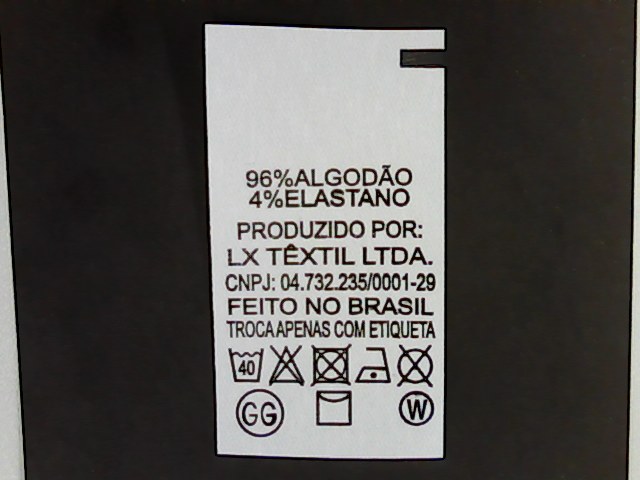 96%ALGODÃO
4%ELASTANO
PRODUZIDO POR:
LX TÊXTIL LTDA.
CNPJ: 04.732.235/0001-29
FEITO NO BRASIL
TROCA APENAS COM ETIQUETA
40
GG W